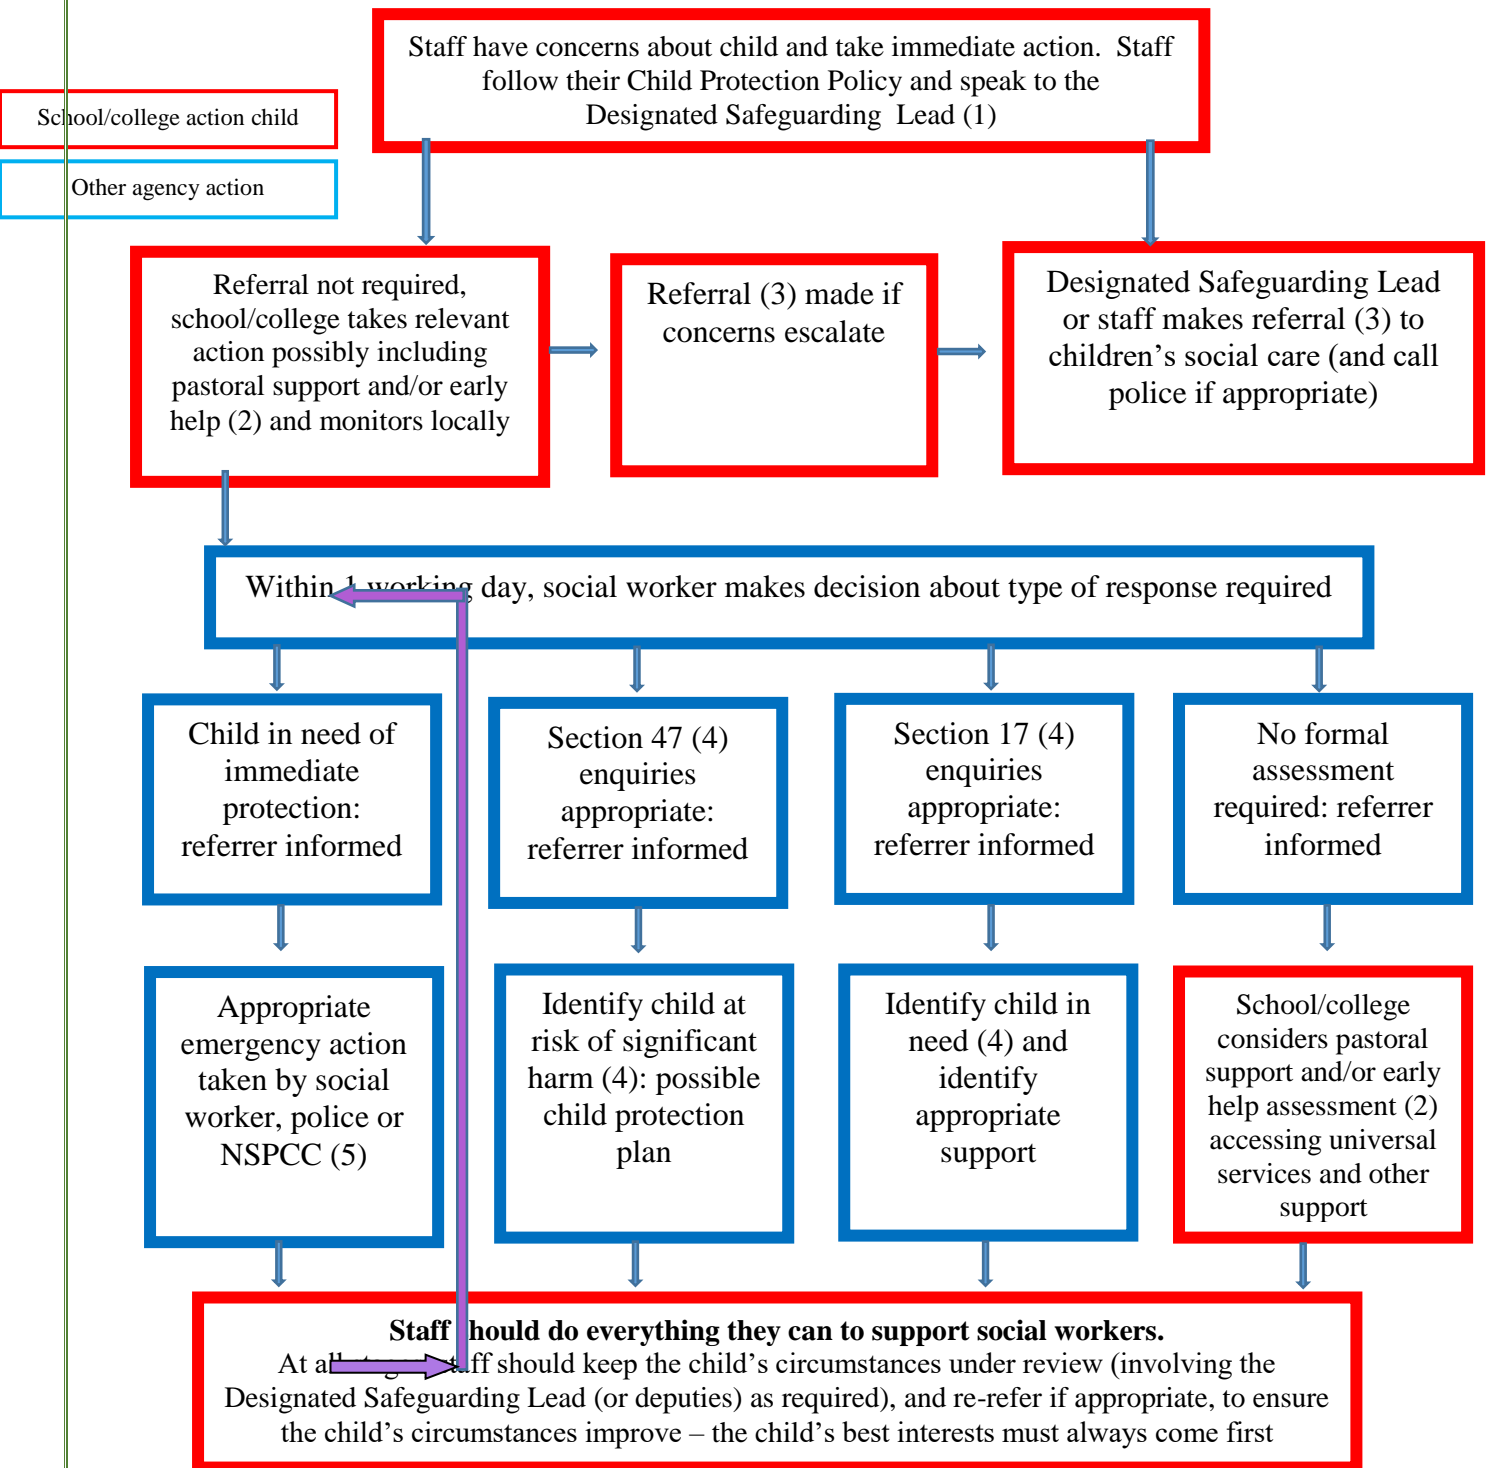 Staff have concerns about child and take immediate action. Staff
follow their Child Protection Policy and speak to the
Designated Safeguarding Lead (1)
School/college action child
Other agency action
Referral not required,
school/college takes relevant
action possibly including
pastoral support and/or early
help (2) and monitors locally
Referral (3) made if
concerns escalate
Designated Safeguarding Lead
or staff makes referral (3) to
children's social care (and call
police if appropriate)
Within 1 working day, social worker makes decision about type of response required
Child in need of
immediate
protection:
referrer informed
Section 47 (4)
enquiries
appropriate:
referrer informed
Section 17 (4)
enquiries
appropriate:
referrer informed
No formal
assessment
required: referrer
informed
Appropriate
emergency action
taken by social
worker, police or
NSPCC (5)
Identify child at
risk of significant
harm (4): possible
child protection
plan
Identify child in
need (4) and
identify
appropriate
support
School/college
considers pastoral
support and/or early
help assessment (2)
accessing universal
services and other
support
Staff should do everything they can to support social workers.
At all staff should keep the child's circumstances under review (involving the
Designated Safeguarding Lead (or deputies) as required), and re-refer if appropriate, to ensure
the child's circumstances improve – the child's best interests must always come first